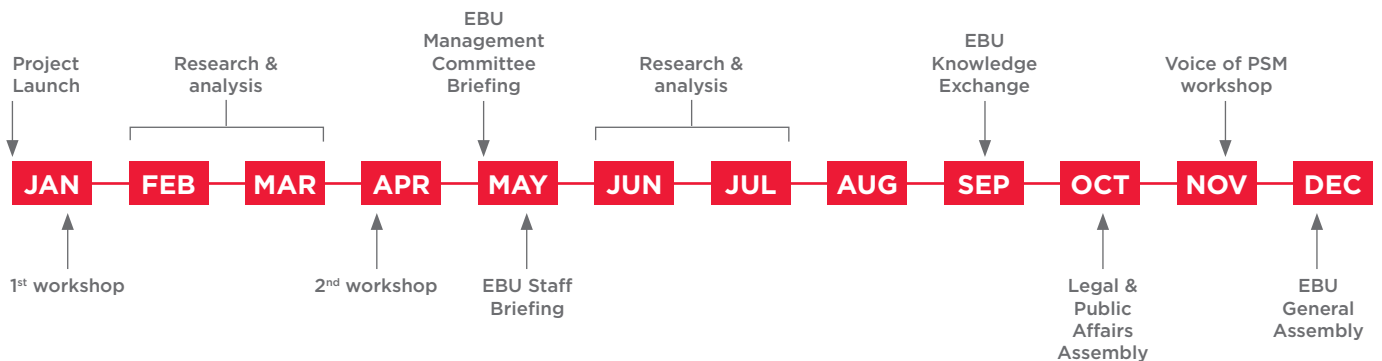 Project
Launch
Research &
analysis
EBU
Management
Committee
Briefing
Research &
analysis
EBU
Knowledge
Exchange
Voice of PSM
workshop
JAN
FEB
MAR
APR
MAY
JUN
JUL
AUG
SEP
OCT
NOV
DEC
1st workshop
2nd workshop
EBU Staff
Briefing
Legal &
Public
Affairs
Assembly
EBU
General
Assembly